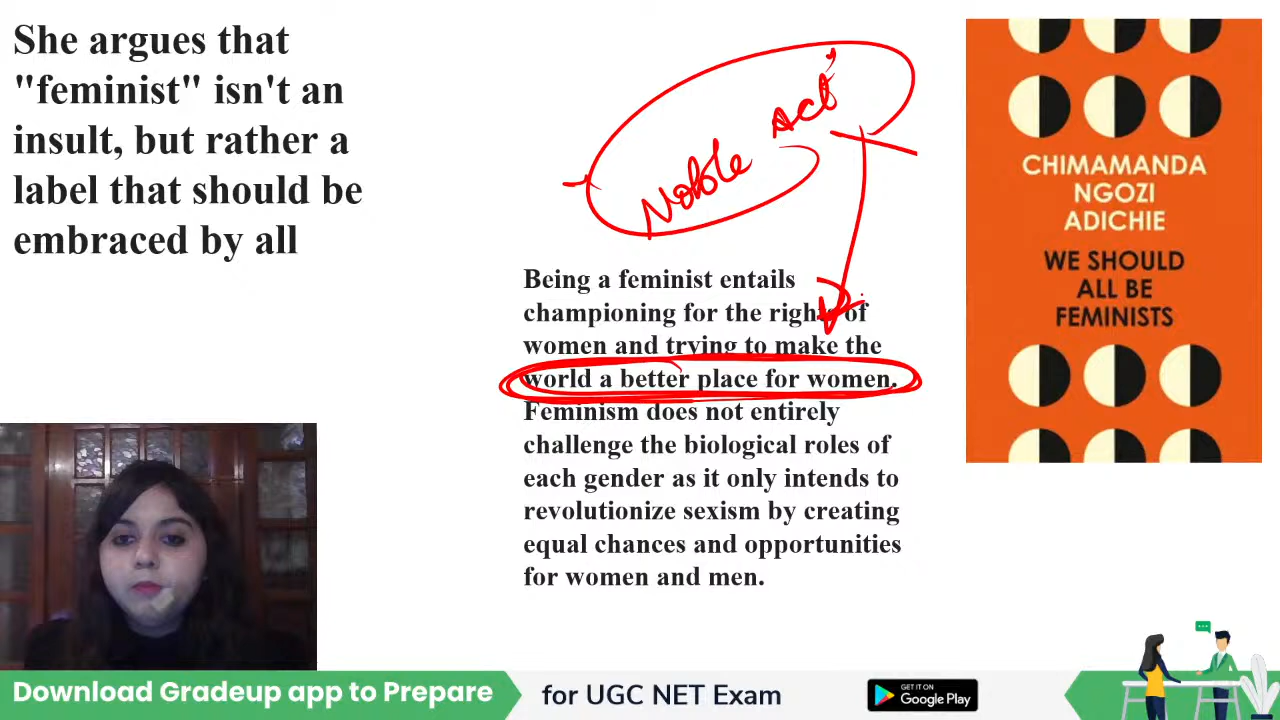 She argues that
"feminist" isn't an
insult, but rather a
label that should be
embraced by all
Noble Act
Being a feminist entails
championing for the rights of
women and trying to make the
world a better place for women.
Feminism does not entirely
challenge the biological roles of
each gender as it only intends to
revolutionize sexism by creating
equal chances and opportunities
for women and men.
CHIMAMANDA
NGOZI
ADICHIE
WE SHOULD
ALL BE
FEMINISTS
Download Gradeup app to Prepare
for UGC NET Exam
GET IT ON
Google Play